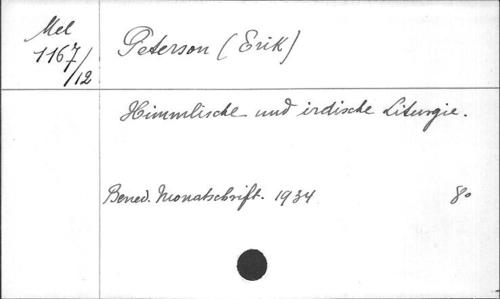 Mel
1167/12
Peterson (Erik)
Himmlische und irdische Liturgie.
Bened. Monatschrift. 1934 8°